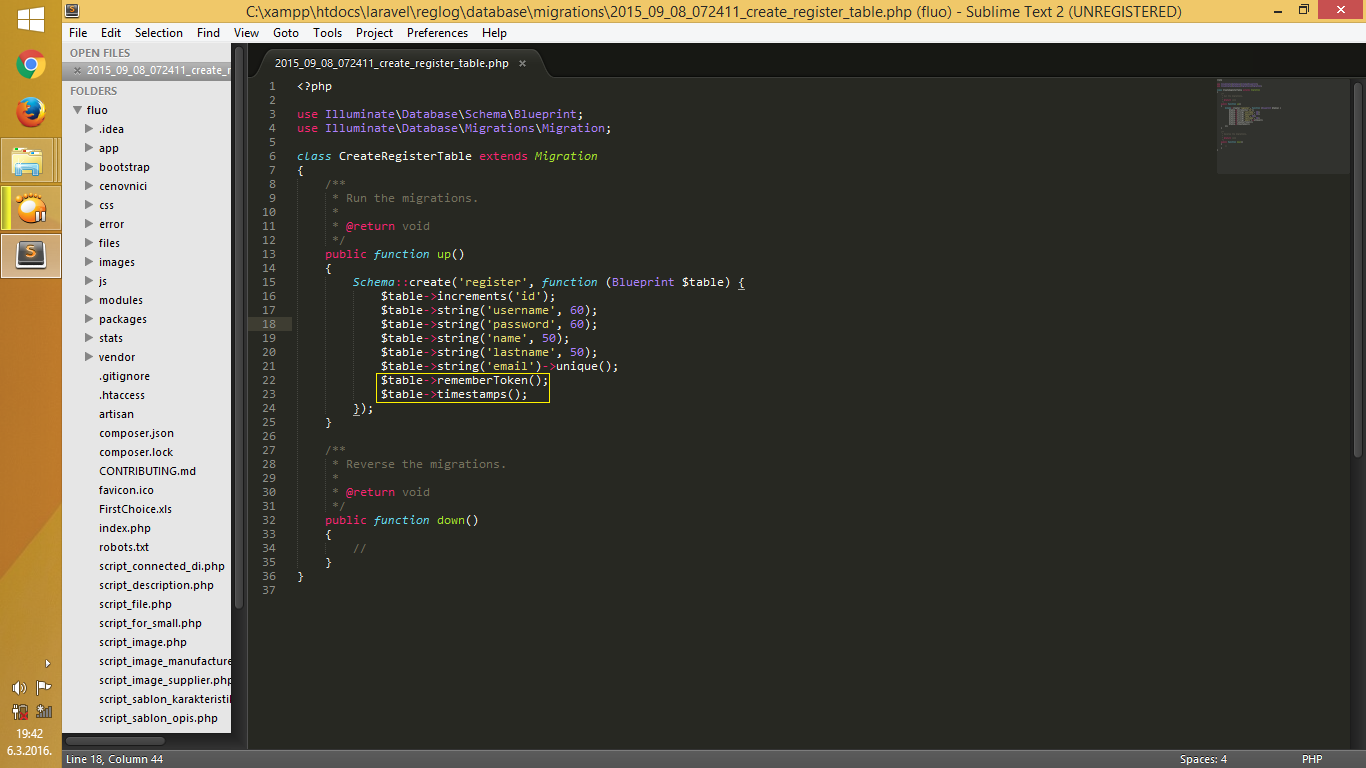 C:\xampp\htdocs\laravel\reglog\database\migrations\2015_09_08_072411_create_register_table.php (fluo) - Sublime Text 2 (UNREGISTERED)
File Edit Selection Find View Goto Tools Project Preferences Help
OPEN FILES
2015_09_08_072411_create_r
FOLDERS
fluo
.idea
app
bootstrap
cenovnici
css
error
files
images
js
modules
packages
stats
vendor
.gitignore
.htaccess
artisan
composer.json
composer.lock
CONTRIBUTING.md
favicon.ico
FirstChoice.xls
index.php
robots.txt
script_connected_di.php
script_description.php
script_file.php
script_for_small.php
script_image.php
script_image_manufacture
script_image_supplier.php
script_sablon_karakteristil
script_sablon_opis.php
2015_09_08_072411_create_register_table.php ×
1 <?php
2
3 use Illuminate\Database\Schema\Blueprint;
4 use Illuminate\Database\Migrations\Migration;
5
6 class CreateRegisterTable extends Migration
7 {
8 /**
9 * Run the migrations.
10 *
11 * @return void
12 */
13 public function up()
14 {
15 Schema::create('register', function (Blueprint $table) {
16 $table->increments('id');
17 $table->string('username', 60);
18 $table->string('password', 60);
19 $table->string('name', 50);
20 $table->string('lastname', 50);
21 $table->string('email')->unique();
22 $table->rememberToken();
23 $table->timestamps();
24 });
25 }
26
27 /**
28 * Reverse the migrations.
29 *
30 * @return void
31 */
32 public function down()
33 {
34 //
35 }
36 }
37
19:42
6.3.2016.
Line 18, Column 44
Spaces: 4
PHP